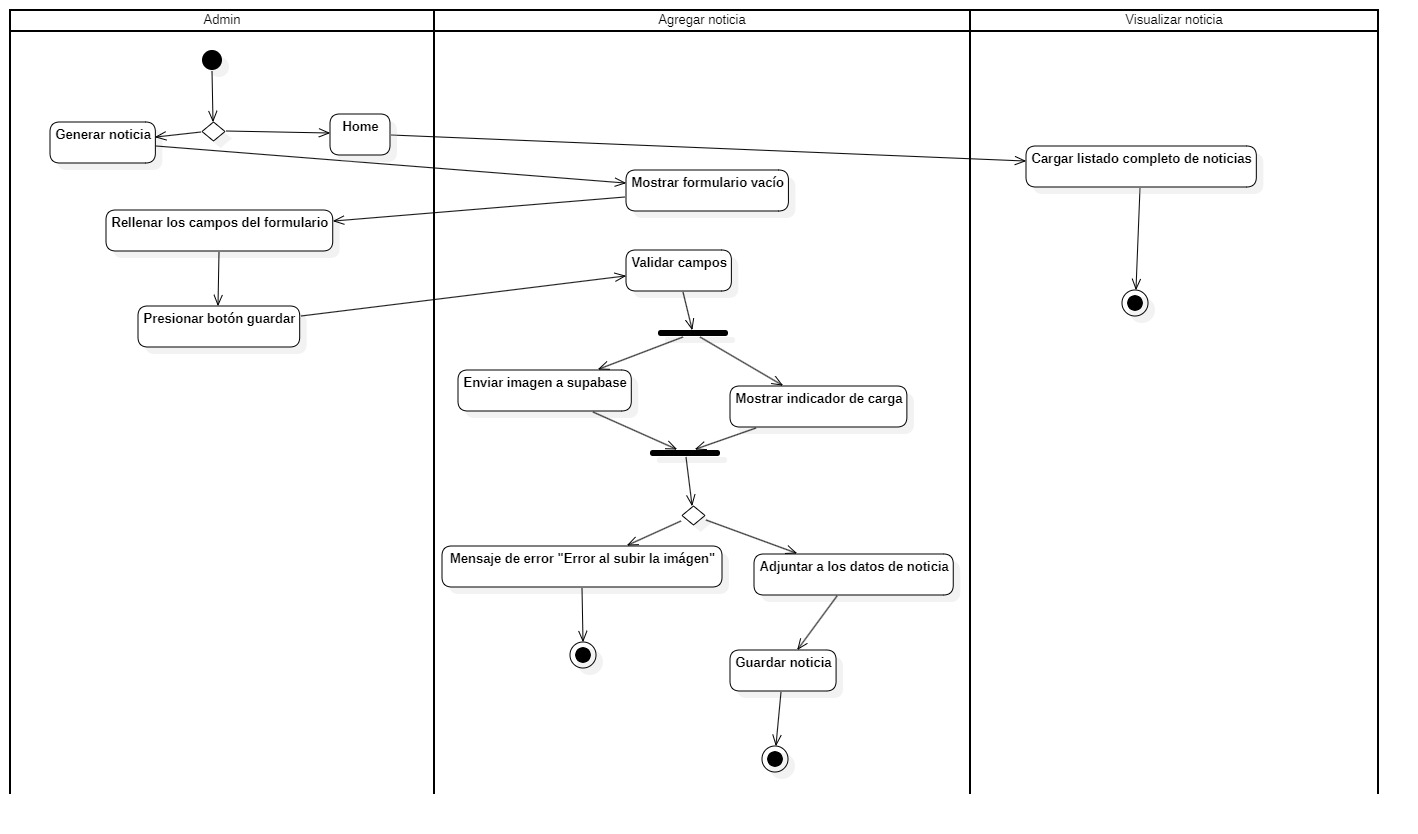 Admin
Agregar noticia
Visualizar noticia
Generar noticia
Home
Cargar listado completo de noticias
Mostrar formulario vacío
Rellenar los campos del formulario
Validar campos
Presionar botón guardar
Enviar imagen a supabase
Mostrar indicador de carga
Mensaje de error "Error al subir la imágen"
Adjuntar a los datos de noticia
Guardar noticia